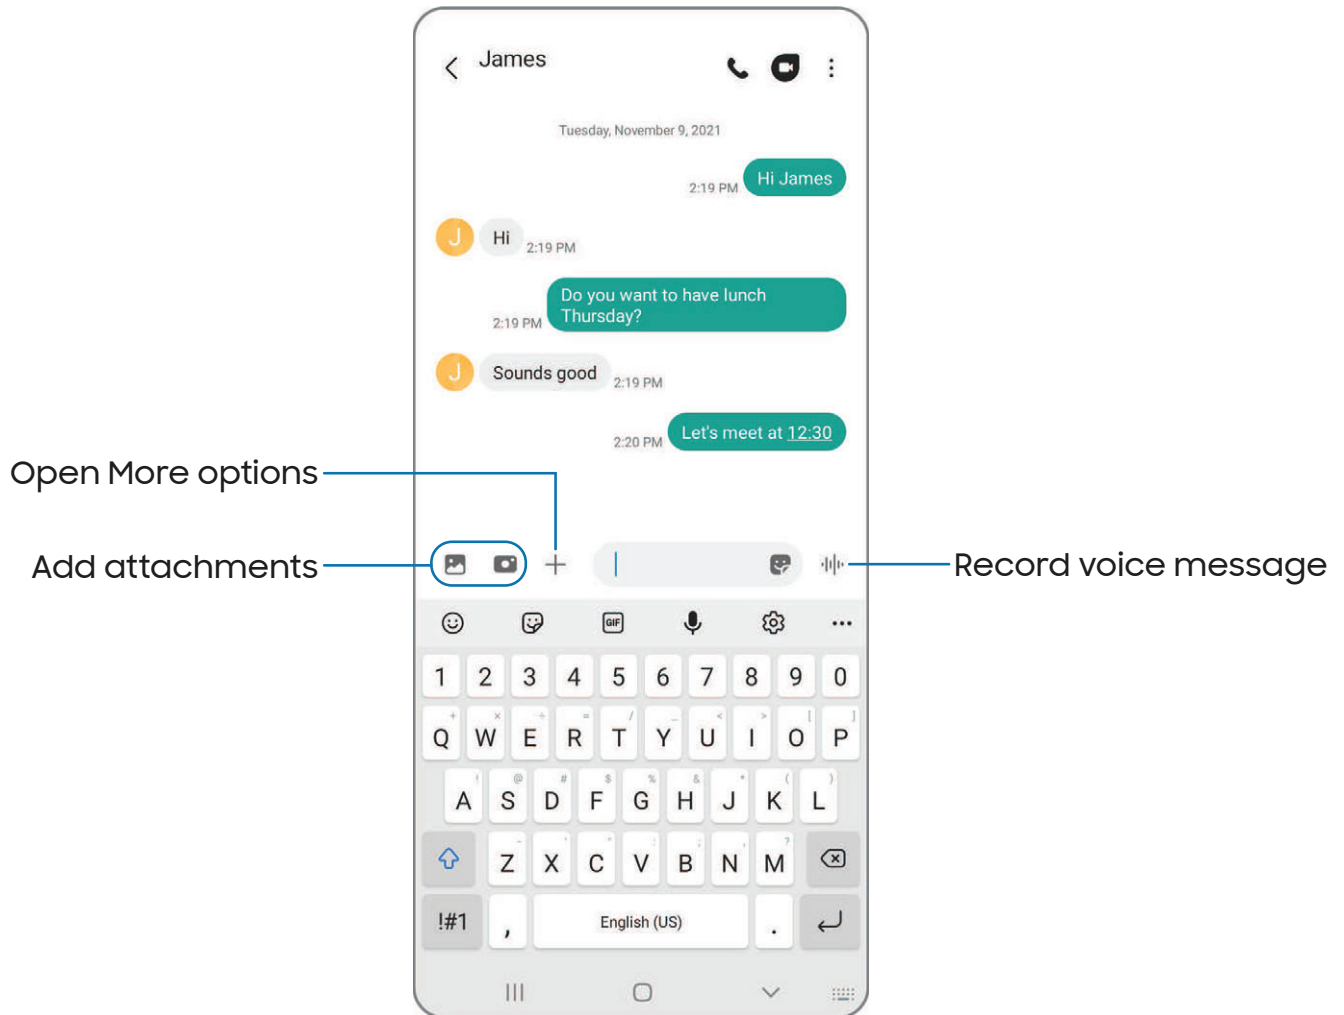 James
Tuesday, November 9, 2021
2:19 PM Hi James
J Hi 2:19 PM
Do you want to have lunch
2:19 PM Thursday?
J Sounds good 2:19 PM
2:20 PM Let's meet at 12:30
Open More options
Add attachments
Record voice message
GIF
1 2 3 4 5 6 7 8 9 0
+ × ÷ = / _ < > [ ]
Q W E R T Y U I O P
! @ # $ % & * ( )
A S D F G H J K L
- ' " : ; , ?
Z X C V B N M
!#1 , English (US) .